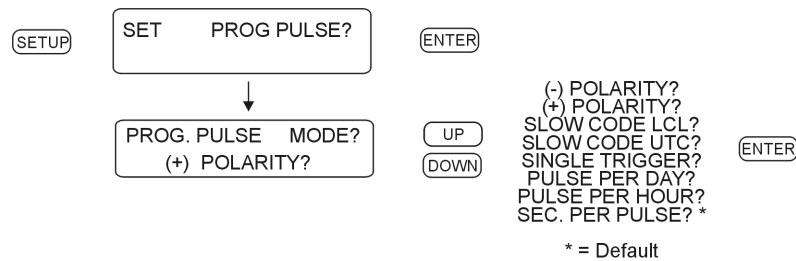 SETUP
SET PROG PULSE?
ENTER
PROG. PULSE MODE?
(+) POLARITY?
UP
DOWN
(-) POLARITY?
(+) POLARITY?
SLOW CODE LCL?
SLOW CODE UTC?
SINGLE TRIGGER?
PULSE PER DAY?
PULSE PER HOUR?
SEC. PER PULSE? *
ENTER
* = Default